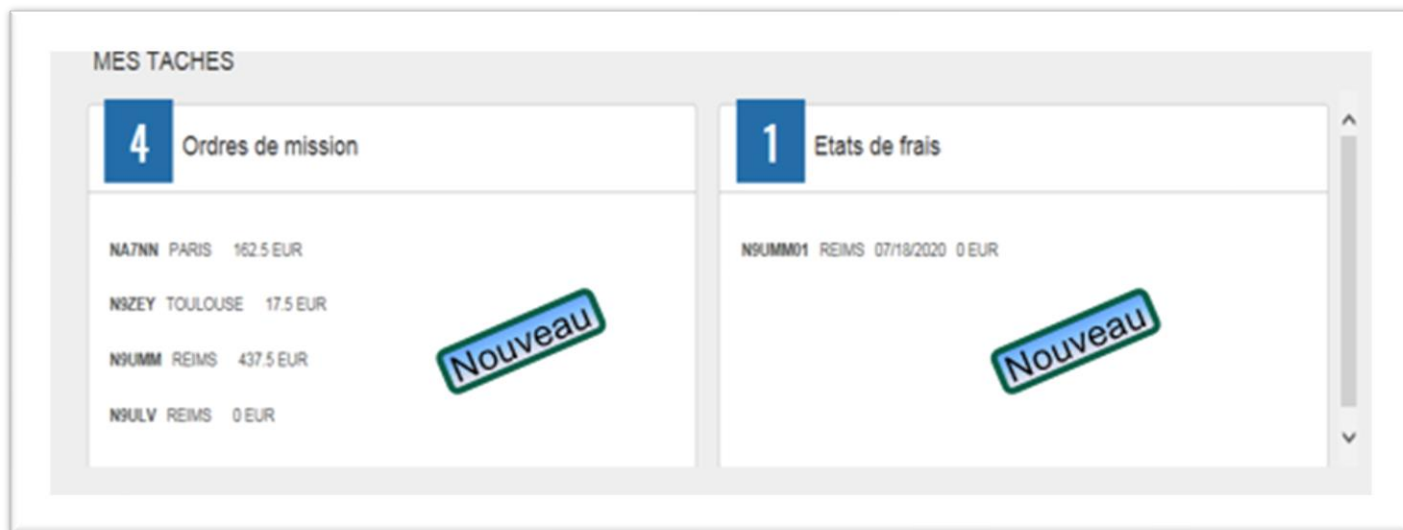 MES TACHES
4 Ordres de mission
NA7NN PARIS 162.5 EUR
N9ZEY TOULOUSE 17.5 EUR
N9UMM REIMS 437.5 EUR
N9ULV REIMS 0 EUR
Nouveau
1 Etats de frais
N9UMM01 REIMS 07/18/2020 0 EUR
Nouveau